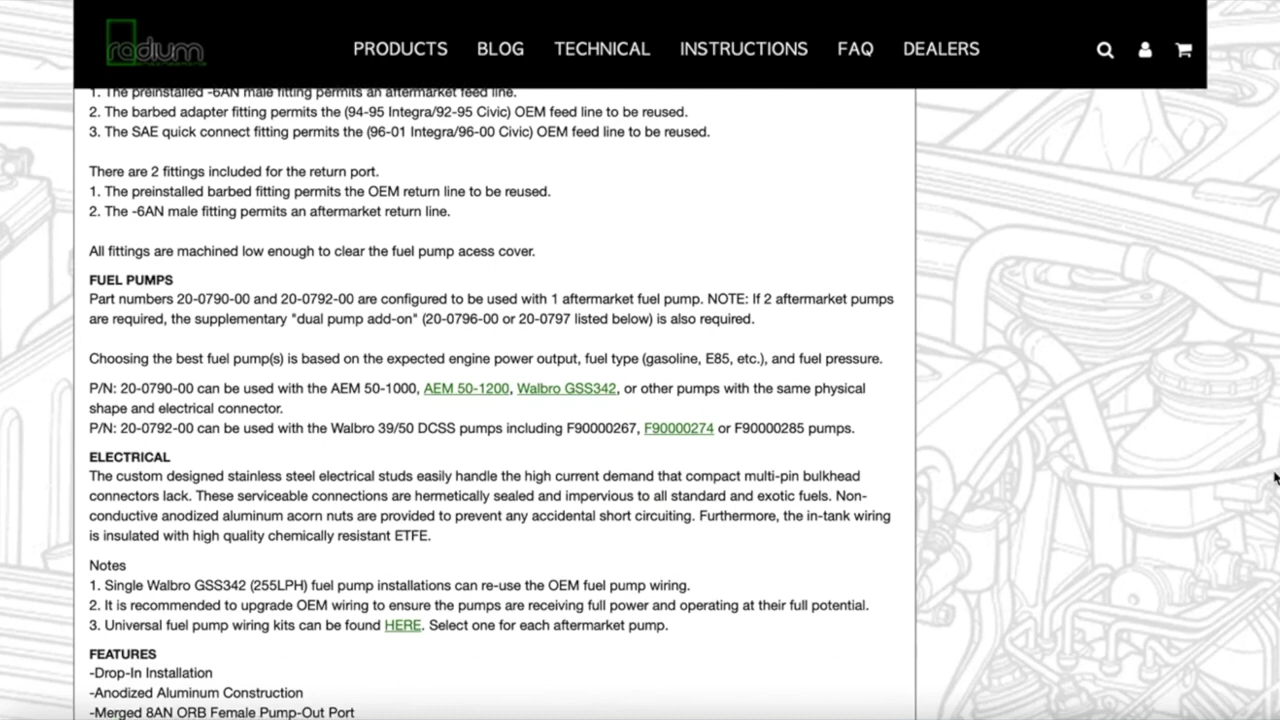 radium
PRODUCTS BLOG TECHNICAL INSTRUCTIONS FAQ DEALERS
1. The preinstalled -6AN male fitting permits an aftermarket feed line.
2. The barbed adapter fitting permits the (94-95 Integra/92-95 Civic) OEM feed line to be reused.
3. The SAE quick connect fitting permits the (96-01 Integra/96-00 Civic) OEM feed line to be reused.
There are 2 fittings included for the return port.
1. The preinstalled barbed fitting permits the OEM return line to be reused.
2. The -6AN male fitting permits an aftermarket return line.
All fittings are machined low enough to clear the fuel pump acess cover.
FUEL PUMPS
Part numbers 20-0790-00 and 20-0792-00 are configured to be used with 1 aftermarket fuel pump. NOTE: If 2 aftermarket pumps
are required, the supplementary "dual pump add-on" (20-0796-00 or 20-0797 listed below) is also required.
Choosing the best fuel pump(s) is based on the expected engine power output, fuel type (gasoline, E85, etc.), and fuel pressure.
P/N: 20-0790-00 can be used with the AEM 50-1000, AEM 50-1200, Walbro GSS342, or other pumps with the same physical
shape and electrical connector.
P/N: 20-0792-00 can be used with the Walbro 39/50 DCSS pumps including F90000267, F90000274 or F90000285 pumps.
ELECTRICAL
The custom designed stainless steel electrical studs easily handle the high current demand that compact multi-pin bulkhead
connectors lack. These serviceable connections are hermetically sealed and impervious to all standard and exotic fuels. Non-
conductive anodized aluminum acorn nuts are provided to prevent any accidental short circuiting. Furthermore, the in-tank wiring
is insulated with high quality chemically resistant ETFE.
Notes
1. Single Walbro GSS342 (255LPH) fuel pump installations can re-use the OEM fuel pump wiring.
2. It is recommended to upgrade OEM wiring to ensure the pumps are receiving full power and operating at their full potential.
3. Universal fuel pump wiring kits can be found HERE. Select one for each aftermarket pump.
FEATURES
-Drop-In Installation
-Anodized Aluminum Construction
-Merged 8AN ORB Female Pump-Out Port